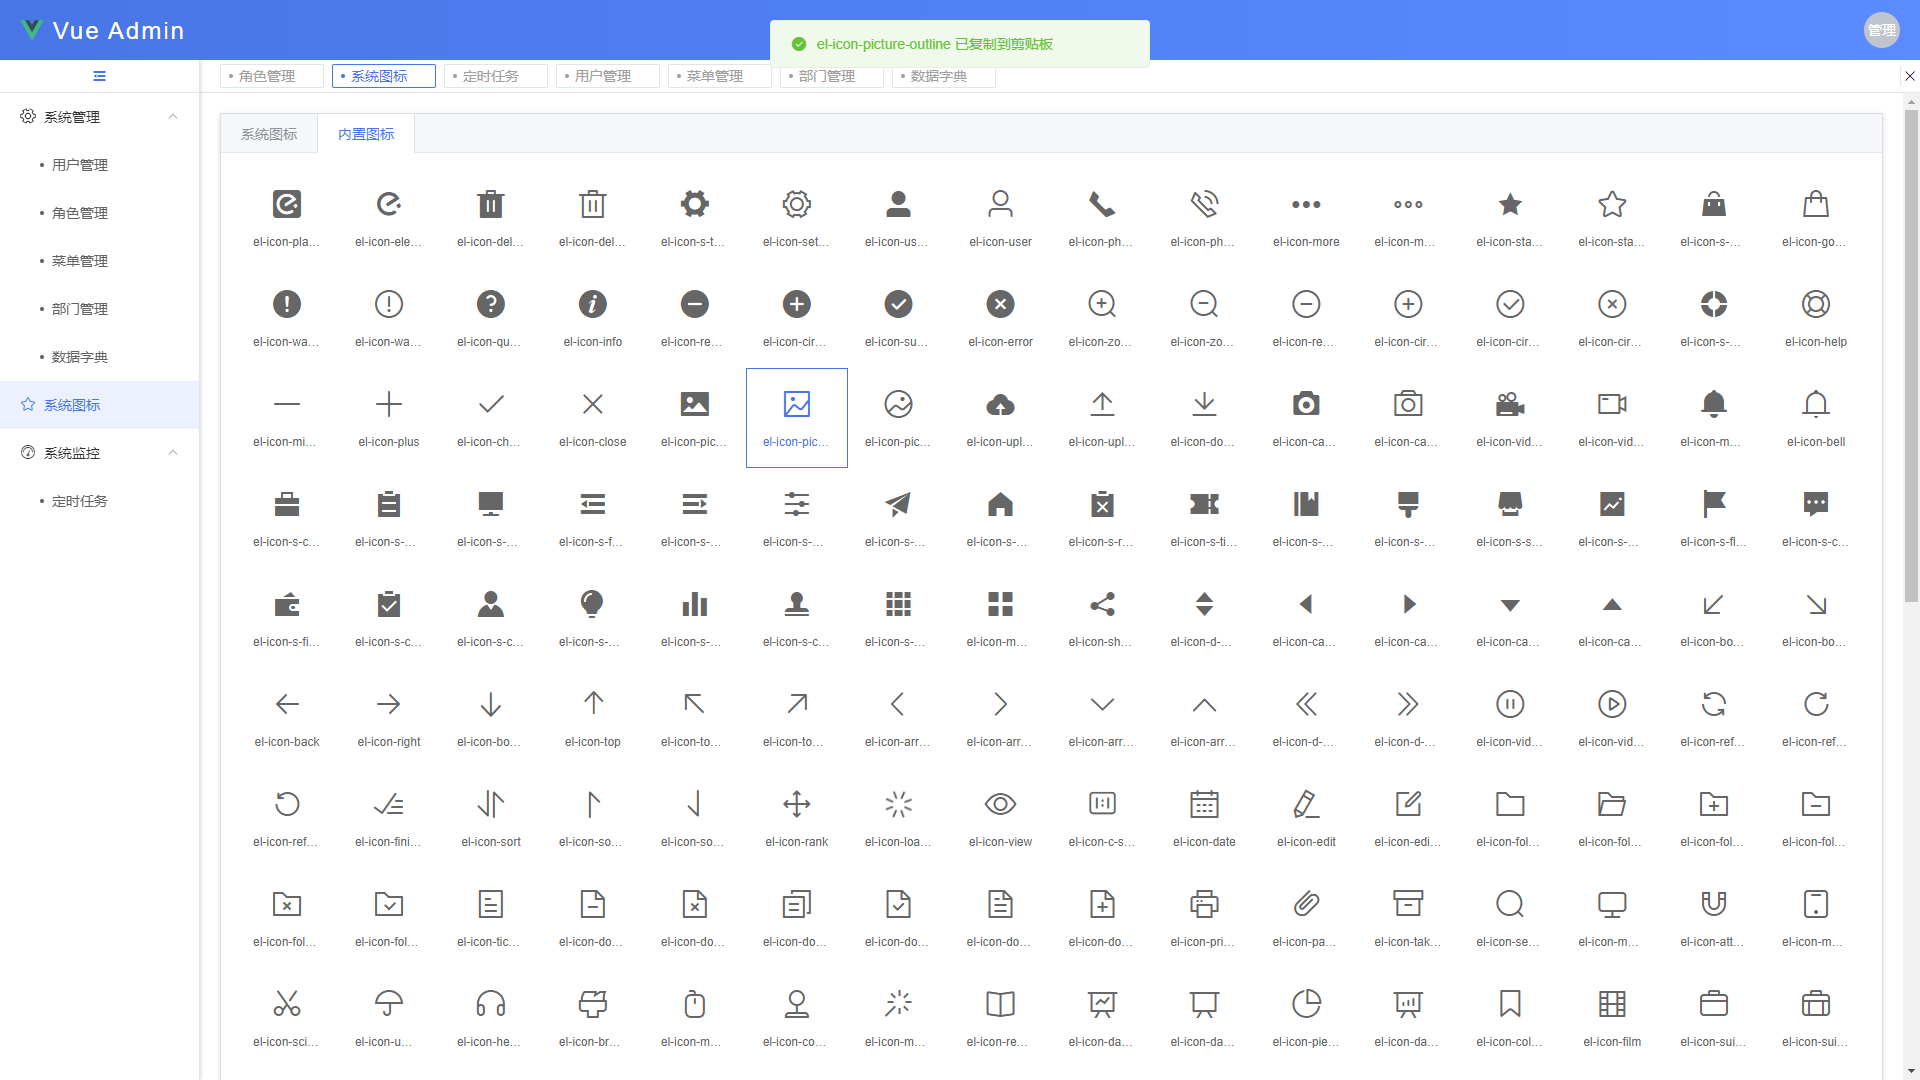 Vue Admin
el-icon-picture-outline 已复制到剪贴板
管理
角色管理 系统图标 定时任务 用户管理 菜单管理 部门管理 数据字典
系统管理
用户管理
角色管理
菜单管理
部门管理
数据字典
系统图标
系统监控
定时任务
系统图标 内置图标
el-icon-pla... el-icon-ele... el-icon-del... el-icon-del... el-icon-s-t... el-icon-set... el-icon-us... el-icon-user el-icon-ph... el-icon-ph... el-icon-more el-icon-m... el-icon-sta... el-icon-sta... el-icon-s-... el-icon-go...
el-icon-wa... el-icon-wa... el-icon-qu... el-icon-info el-icon-re... el-icon-cir... el-icon-su... el-icon-error el-icon-zo... el-icon-zo... el-icon-re... el-icon-cir... el-icon-cir... el-icon-cir... el-icon-s-... el-icon-help
el-icon-mi... el-icon-plus el-icon-ch... el-icon-close el-icon-pic... el-icon-pic... el-icon-pic... el-icon-upl... el-icon-upl... el-icon-do... el-icon-ca... el-icon-ca... el-icon-vid... el-icon-vid... el-icon-m... el-icon-bell
el-icon-s-c... el-icon-s-... el-icon-s-... el-icon-s-f... el-icon-s-... el-icon-s-... el-icon-s-... el-icon-s-... el-icon-s-r... el-icon-s-ti... el-icon-s-... el-icon-s-... el-icon-s-s... el-icon-s-... el-icon-s-fl... el-icon-s-c...
el-icon-s-fi... el-icon-s-c... el-icon-s-c... el-icon-s-... el-icon-s-... el-icon-s-c... el-icon-s-... el-icon-m... el-icon-sh... el-icon-d-... el-icon-ca... el-icon-ca... el-icon-ca... el-icon-ca... el-icon-bo... el-icon-bo...
el-icon-back el-icon-right el-icon-bo... el-icon-top el-icon-to... el-icon-to... el-icon-arr... el-icon-arr... el-icon-arr... el-icon-arr... el-icon-d-... el-icon-d-... el-icon-vid... el-icon-vid... el-icon-ref... el-icon-ref...
el-icon-ref... el-icon-fini... el-icon-sort el-icon-so... el-icon-so... el-icon-rank el-icon-loa... el-icon-view el-icon-c-s... el-icon-date el-icon-edit el-icon-edi... el-icon-fol... el-icon-fol... el-icon-fol... el-icon-fol...
el-icon-fol... el-icon-fol... el-icon-tic... el-icon-do... el-icon-do... el-icon-do... el-icon-do... el-icon-do... el-icon-do... el-icon-pri... el-icon-pa... el-icon-tak... el-icon-se... el-icon-m... el-icon-att... el-icon-m...
el-icon-sci... el-icon-u... el-icon-he... el-icon-br... el-icon-m... el-icon-co... el-icon-m... el-icon-re... el-icon-da... el-icon-da... el-icon-pie... el-icon-da... el-icon-col... el-icon-film el-icon-sui... el-icon-sui...